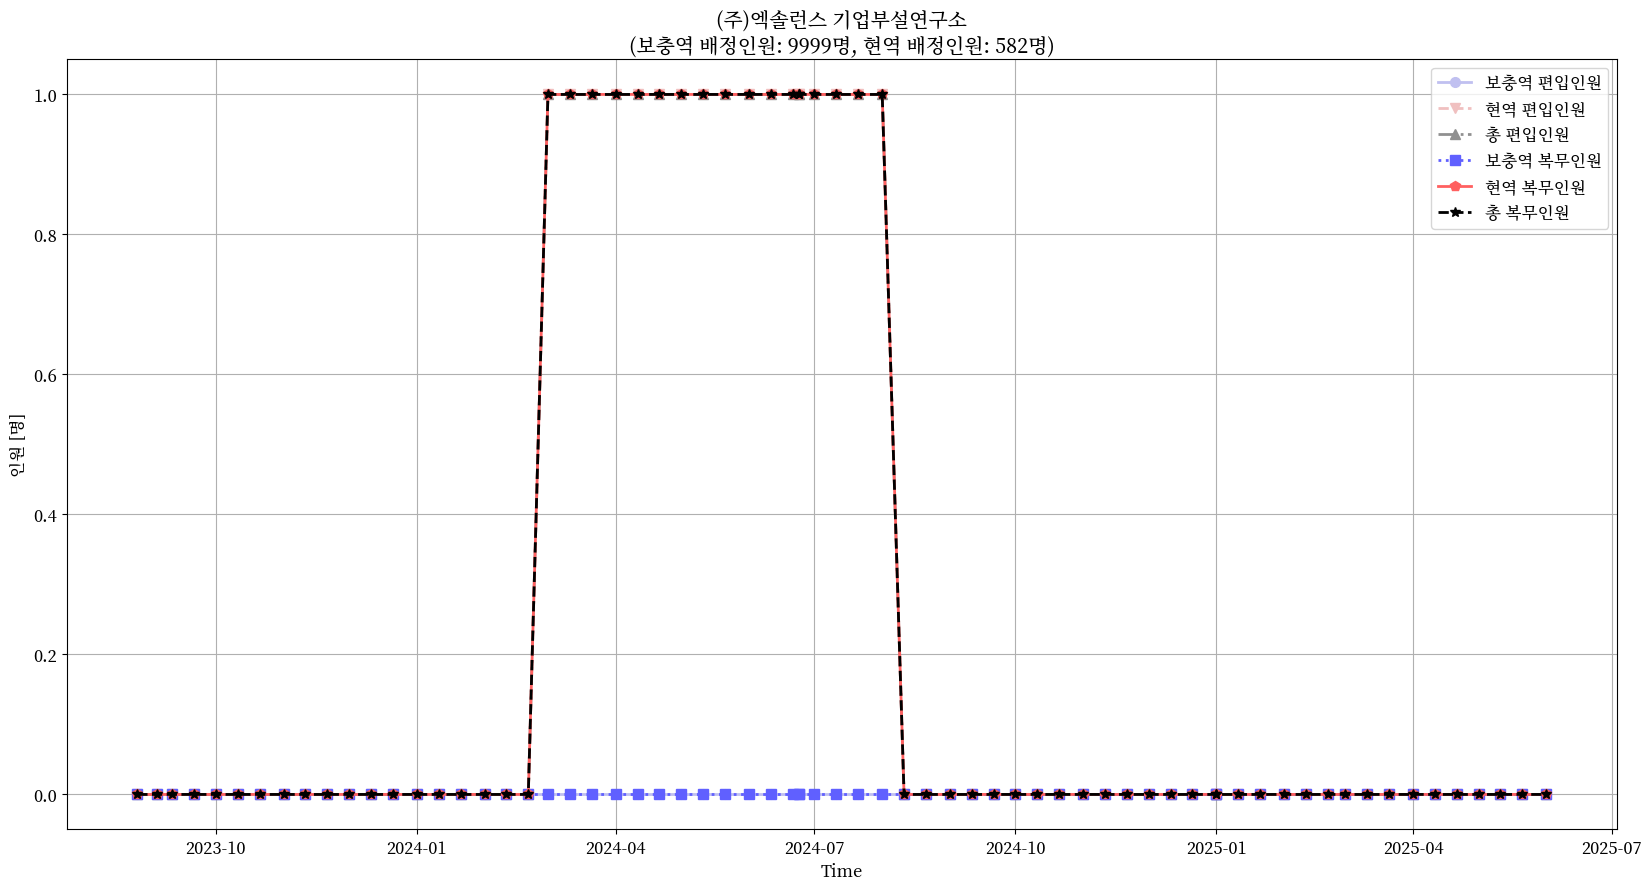 (주)엑솔런스 기업부설연구소
(보충역 배정인원: 9999명, 현역 배정인원: 582명)
보충역 편입인원
현역 편입인원
총 편입인원
보충역 복무인원
현역 복무인원
총 복무인원
인원 [명]
1.0
0.8
0.6
0.4
0.2
0.0
2023-10
2024-01
2024-04
2024-07
2024-10
2025-01
2025-04
2025-07
Time